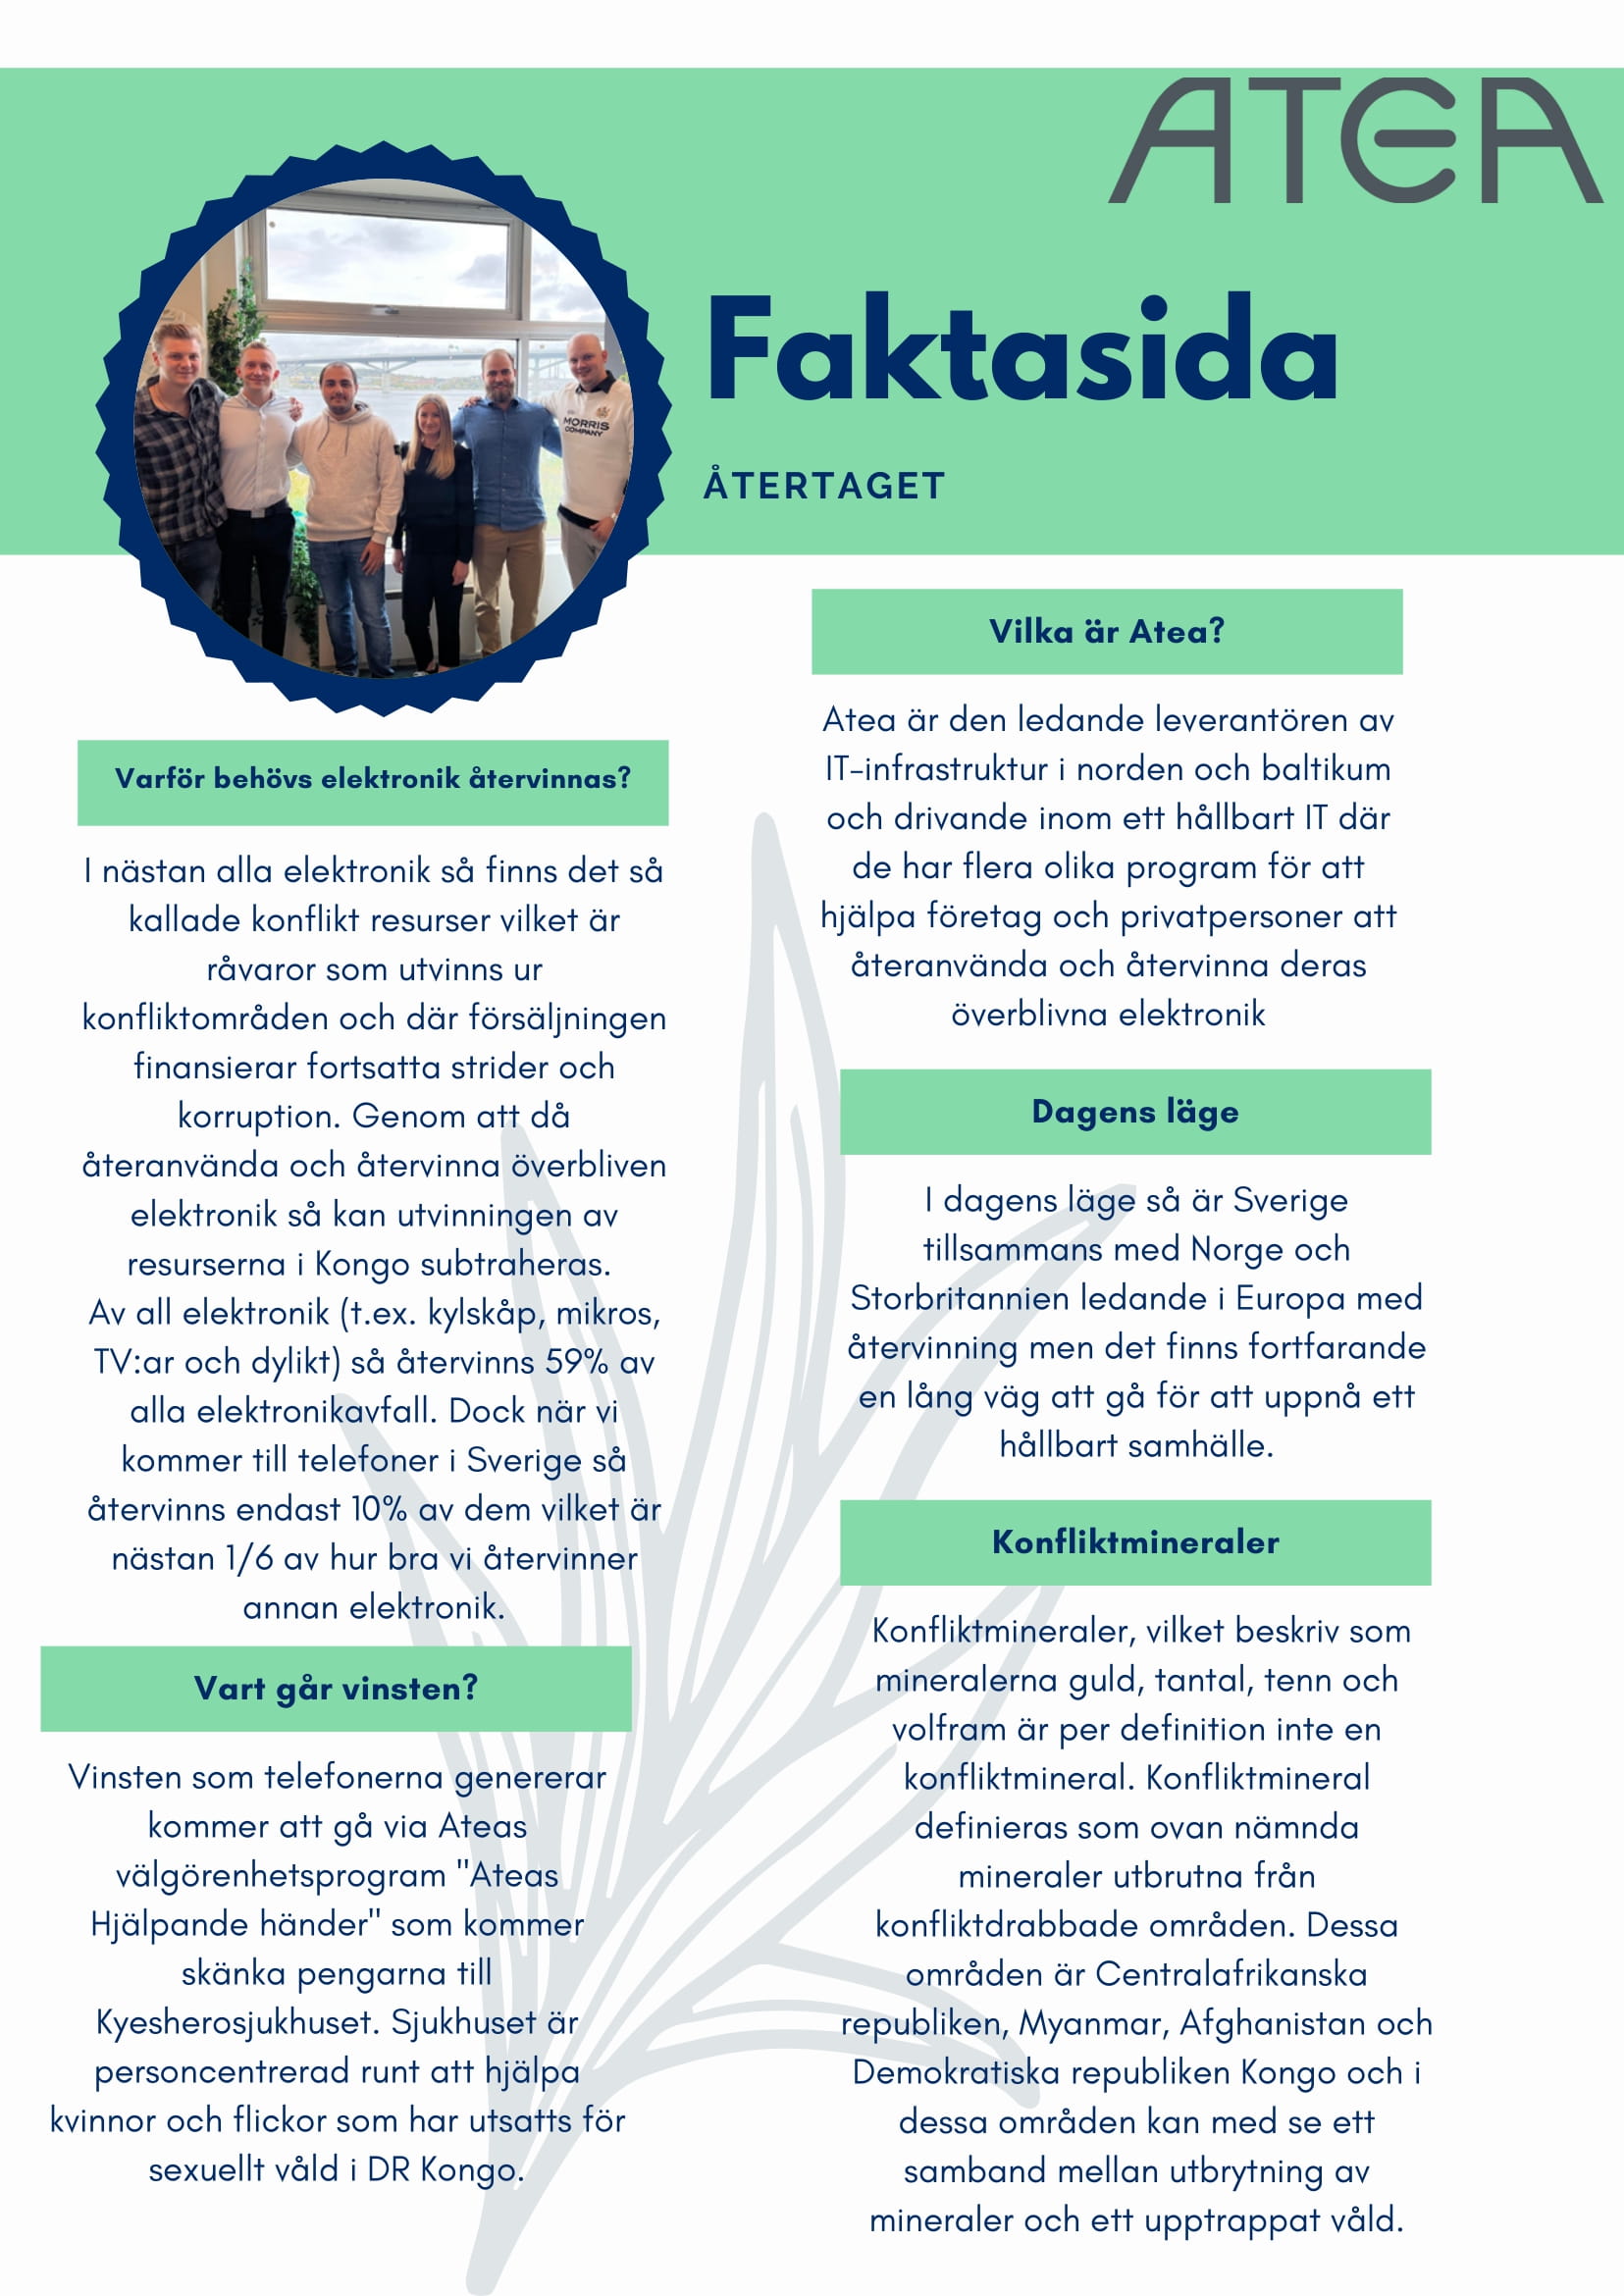 ATEA
MORRIS
COMPANY
Faktasida
ÅTERTAGET
Varför behövs elektronik återvinnas?
I nästan alla elektronik så finns det så
kallade konflikt resurser vilket är
råvaror som utvinns ur
konfliktområden och där försäljningen
finansierar fortsatta strider och
korruption. Genom att då
återanvända och återvinna överbliven
elektronik så kan utvinningen av
resurserna i Kongo subtraheras.
Av all elektronik (t.ex. kylskåp, mikros,
TV:ar och dylikt) så återvinns 59% av
alla elektronikavfall. Dock när vi
kommer till telefoner i Sverige så
återvinns endast 10% av dem vilket är
nästan 1/6 av hur bra vi återvinner
annan elektronik.
Vart går vinsten?
Vinsten som telefonerna genererar
kommer att gå via Ateas
välgörenhetsprogram "Ateas
Hjälpande händer" som kommer
skänka pengarna till
Kyesherosjukhuset. Sjukhuset är
personcentrerad runt att hjälpa
kvinnor och flickor som har utsatts för
sexuellt våld i DR Kongo.
Vilka är Atea?
Atea är den ledande leverantören av
IT-infrastruktur i norden och baltikum
och drivande inom ett hållbart IT där
de har flera olika program för att
hjälpa företag och privatpersoner att
återanvända och återvinna deras
överblivna elektronik
Dagens läge
I dagens läge så är Sverige
tillsammans med Norge och
Storbritannien ledande i Europa med
återvinning men det finns fortfarande
en lång väg att gå för att uppnå ett
hållbart samhälle.
Konfliktmineraler
Konfliktmineraler, vilket beskriv som
mineralerna guld, tantal, tenn och
volfram är per definition inte en
konfliktmineral. Konfliktmineral
definieras som ovan nämnda
mineraler utbrutna från
konfliktdrabbade områden. Dessa
områden är Centralafrikanska
republiken, Myanmar, Afghanistan och
Demokratiska republiken Kongo och i
dessa områden kan med se ett
samband mellan utbrytning av
mineraler och ett upptrappat våld.